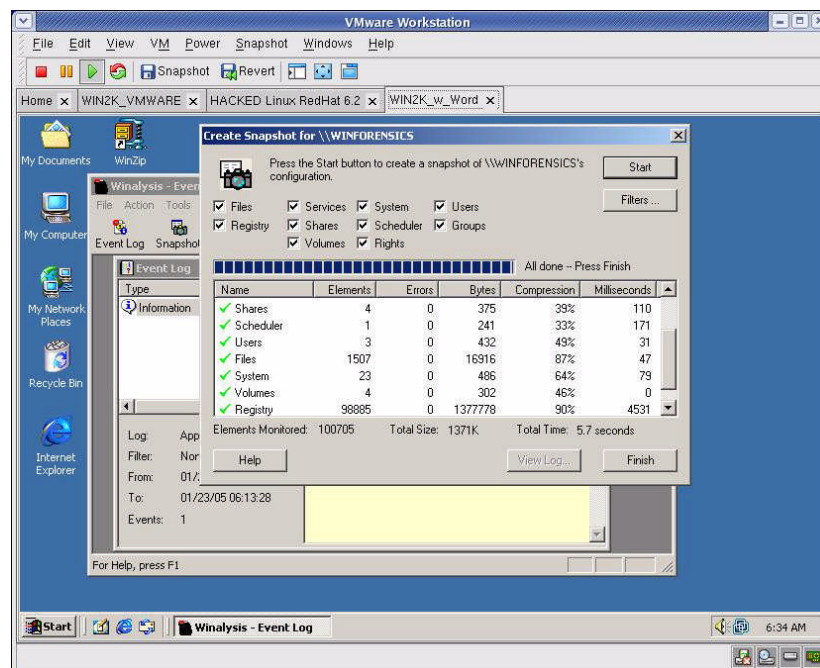 VMware Workstation
File Edit View VM Power Snapshot Windows Help
Snapshot Revert
Home WIN2K_VMWARE HACKED Linux RedHat 6.2 WIN2K_w_Word
My Documents
WinZip
My Computer
My Network Places
Recycle Bin
Internet Explorer
Winalysis - Even
File Action Tools
Event Log Snapshot
Event Log
Type
Information
Log: App
Filter: Nor
From: 01/
To: 01/23/05 06:13:28
Events: 1
For Help, press F1
Create Snapshot for \\WINFORENSICS
Press the Start button to create a snapshot of \\WINFORENSICS's
configuration.
Start
Filters ...
Files Services System Users
Registry Shares Scheduler Groups
Volumes Rights
All done -- Press Finish
Name Elements Errors Bytes Compression Milliseconds
Shares 4 0 375 39% 110
Scheduler 1 0 241 33% 171
Users 3 0 432 49% 31
Files 1507 0 16916 87% 47
System 23 0 486 64% 79
Volumes 4 0 302 46% 0
Registry 98885 0 1377778 90% 4531
Elements Monitored: 100705 Total Size: 1371K Total Time: 5.7 seconds
Help View Log... Finish
Start Winalysis - Event Log 6:34 AM